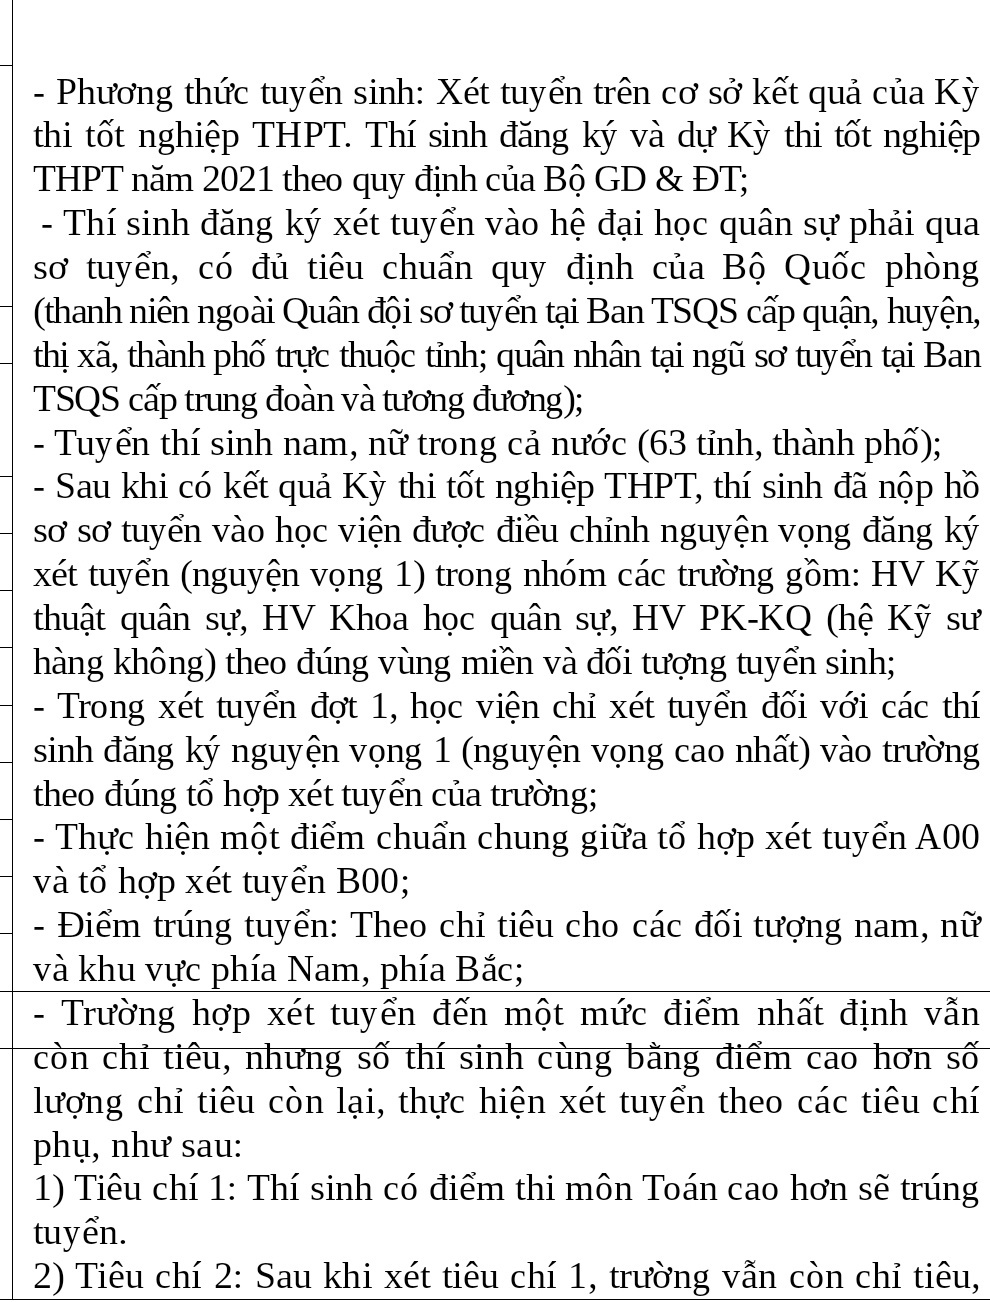 - Phương thức tuyển sinh: Xét tuyển trên cơ sở kết quả của Kỳ
thi tốt nghiệp THPT. Thí sinh đăng ký và dự Kỳ thi tốt nghiệp
THPT năm 2021 theo quy định của Bộ GD & ĐT;
- Thí sinh đăng ký xét tuyển vào hệ đại học quân sự phải qua
sơ tuyển, có đủ tiêu chuẩn quy định của Bộ Quốc phòng
(thanh niên ngoài Quân đội sơ tuyển tại Ban TSQS cấp quận, huyện,
thị xã, thành phố trực thuộc tỉnh; quân nhân tại ngũ sơ tuyển tại Ban
TSQS cấp trung đoàn và tương đương);
- Tuyển thí sinh nam, nữ trong cả nước (63 tỉnh, thành phố);
- Sau khi có kết quả Kỳ thi tốt nghiệp THPT, thí sinh đã nộp hồ
sơ sơ tuyển vào học viện được điều chỉnh nguyện vọng đăng ký
xét tuyển (nguyện vọng 1) trong nhóm các trường gồm: HV Kỹ
thuật quân sự, HV Khoa học quân sự, HV PK-KQ (hệ Kỹ sư
hàng không) theo đúng vùng miền và đối tượng tuyển sinh;
- Trong xét tuyển đợt 1, học viện chỉ xét tuyển đối với các thí
sinh đăng ký nguyện vọng 1 (nguyện vọng cao nhất) vào trường
theo đúng tổ hợp xét tuyển của trường;
- Thực hiện một điểm chuẩn chung giữa tổ hợp xét tuyển A00
và tổ hợp xét tuyển B00;
- Điểm trúng tuyển: Theo chỉ tiêu cho các đối tượng nam, nữ
và khu vực phía Nam, phía Bắc;
- Trường hợp xét tuyển đến một mức điểm nhất định vẫn
còn chỉ tiêu, nhưng số thí sinh cùng bằng điểm cao hơn số
lượng chỉ tiêu còn lại, thực hiện xét tuyển theo các tiêu chí
phụ, như sau:
1) Tiêu chí 1: Thí sinh có điểm thi môn Toán cao hơn sẽ trúng
tuyển.
2) Tiêu chí 2: Sau khi xét tiêu chí 1, trường vẫn còn chỉ tiêu,